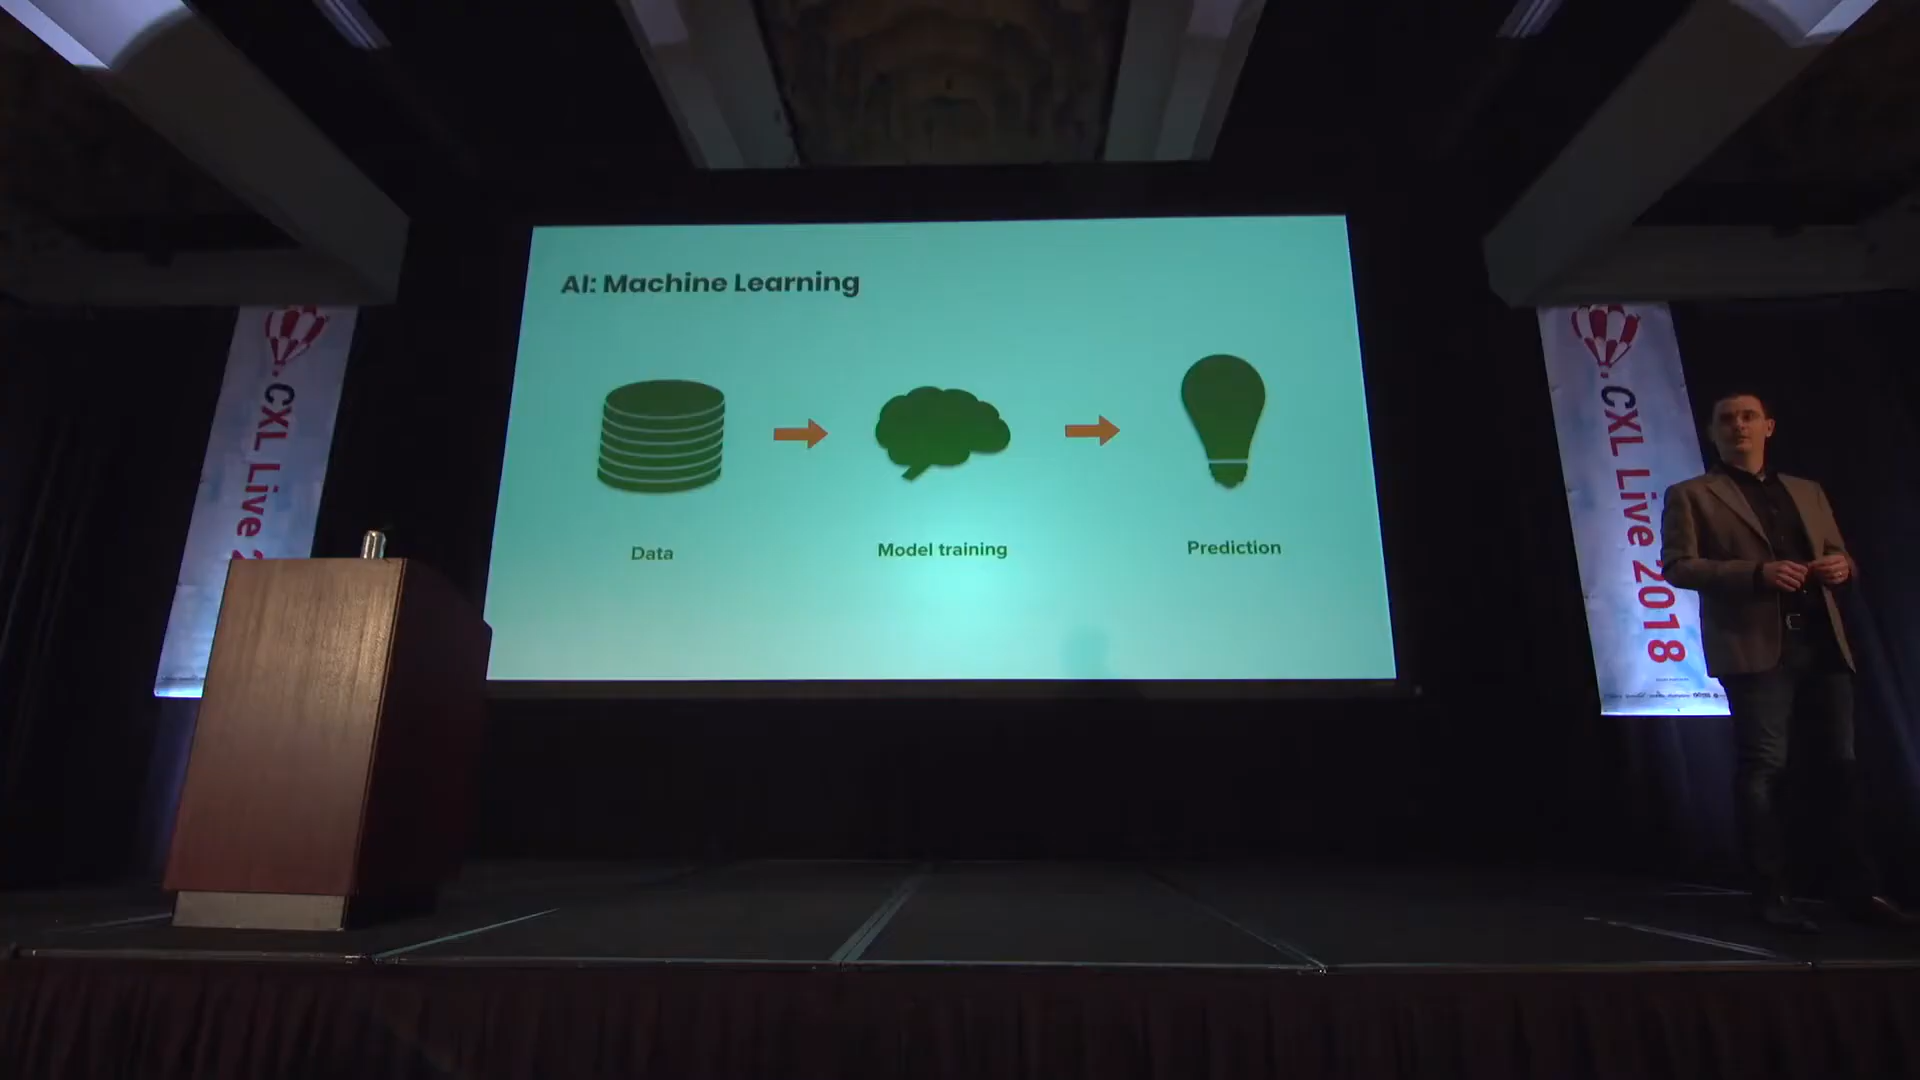 AI: Machine Learning
Data
Model training
Prediction
CXL Live 2
CXL Live 2018